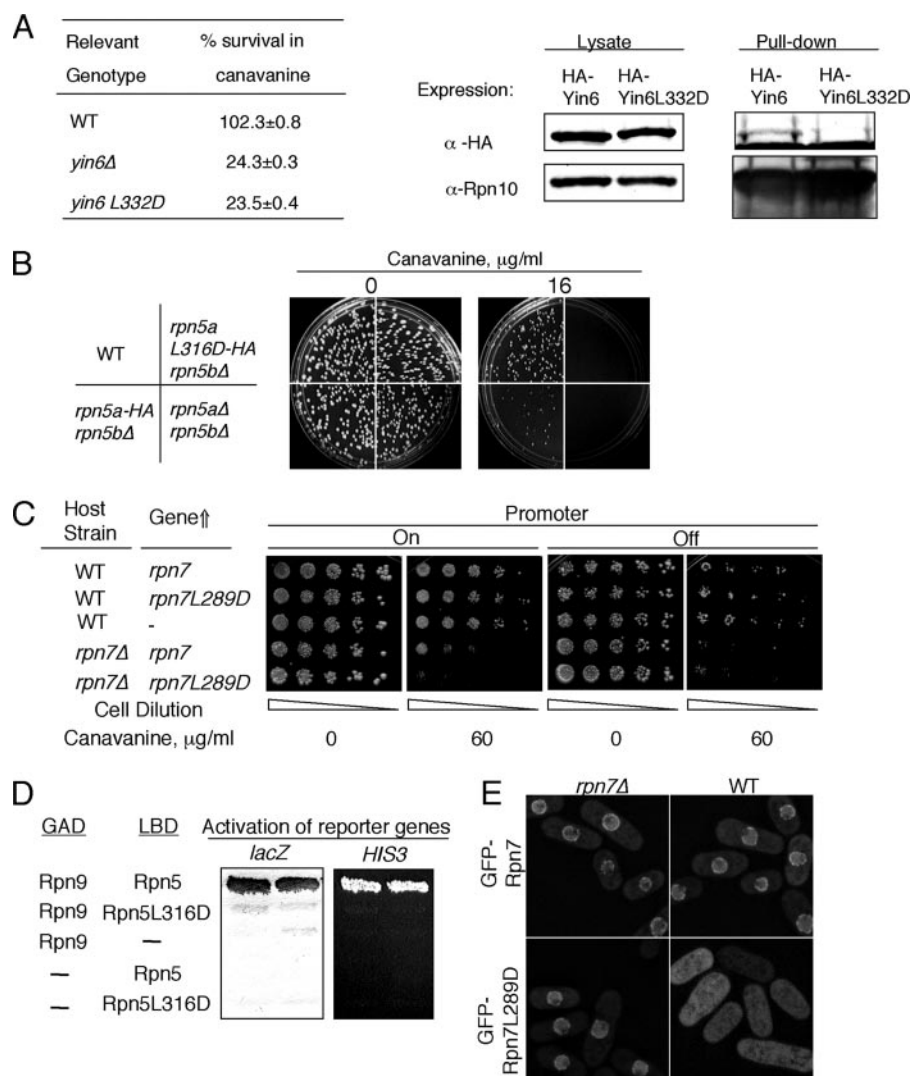 A
Relevant Genotype % survival in canavanine
WT 102.3±0.8
yin6Δ 24.3±0.3
yin6 L332D 23.5±0.4
Lysate Pull-down
Expression: HA-Yin6 HA-Yin6L332D HA-Yin6 HA-Yin6L332D
α -HA
α-Rpn10
B
Canavanine, μg/ml
0 16
WT rpn5a L316D-HA rpn5bΔ
rpn5a-HA rpn5bΔ rpn5aΔ rpn5bΔ
C
Host Strain Gene⇑ Promoter
On Off
WT rpn7
WT rpn7L289D
WT -
rpn7Δ rpn7
rpn7Δ rpn7L289D
Cell Dilution
Canavanine, μg/ml 0 60 0 60
D
GAD LBD Activation of reporter genes
lacZ HIS3
Rpn9 Rpn5
Rpn9 Rpn5L316D
Rpn9 —
— Rpn5
— Rpn5L316D
E
rpn7Δ WT
GFP-Rpn7
GFP-Rpn7L289D